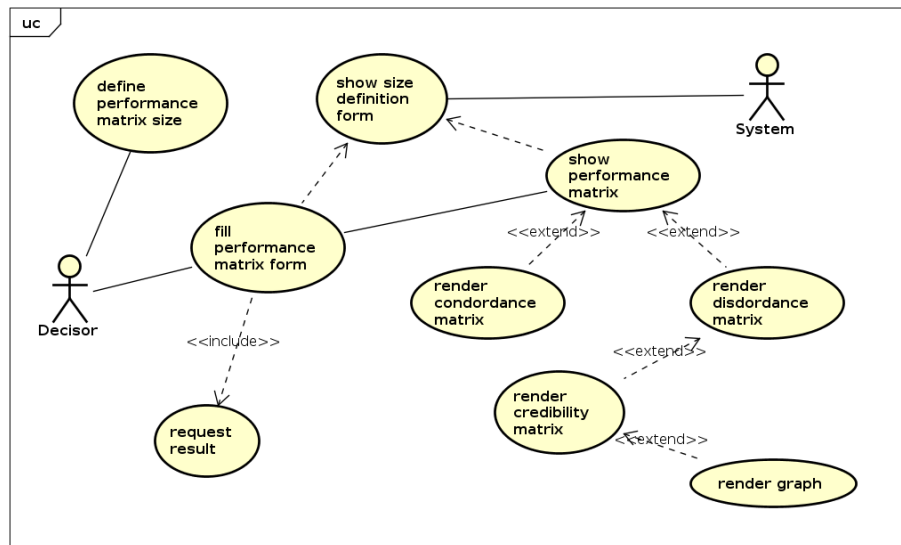 uc
define
performance
matrix size
show size
definition
form
System
show
performance
matrix
fill
performance
matrix form
<<extend>>
<<extend>>
Decisor
render
condordance
matrix
render
disdordance
matrix
<<include>>
<<extend>>
render
credibility
matrix
request
result
<<extend>>
render graph